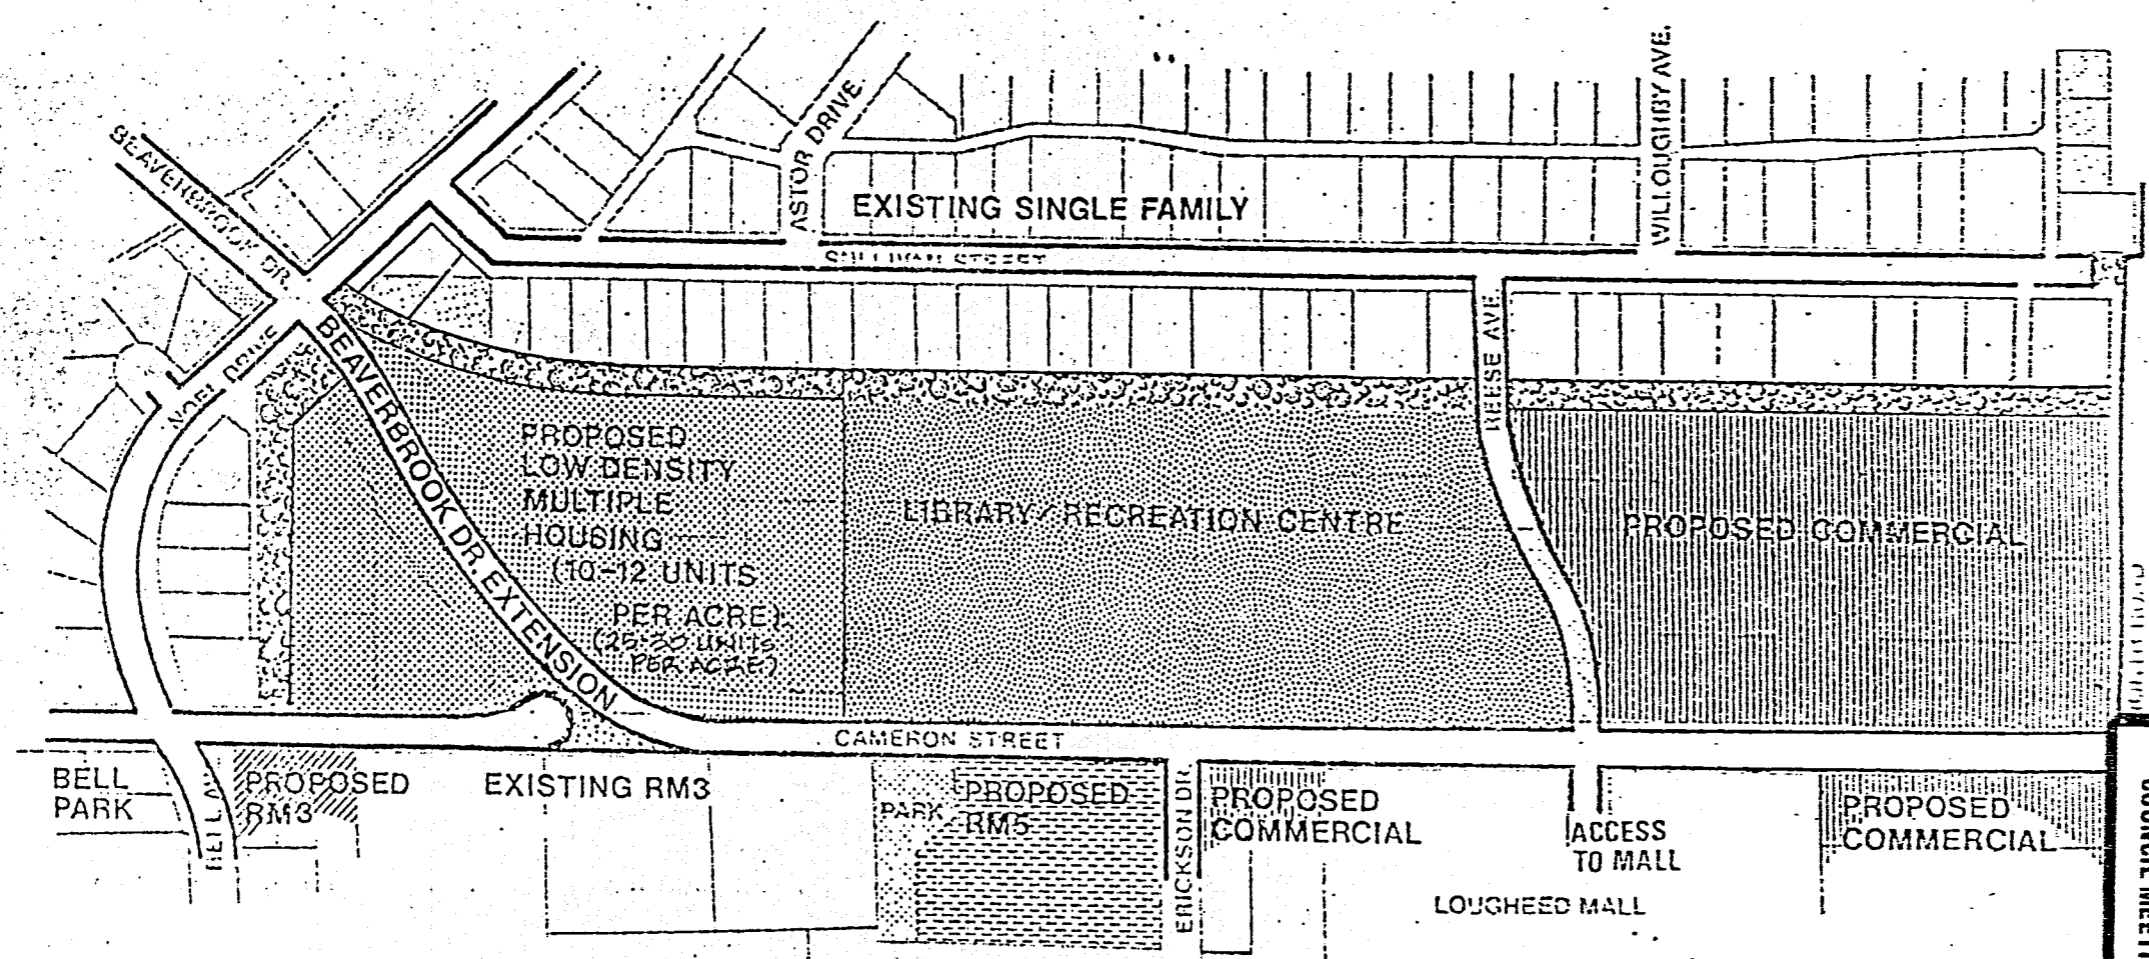 BEAVERBROOK DR.
ASTOR DRIVE
WILLOUGHBY AVE.
EXISTING SINGLE FAMILY
SULLIVAN STREET
NOEL DRIVE
BEAVERBROOK DR. EXTENSION
REESE AVE.
PROPOSED
LOW DENSITY
MULTIPLE
HOUSING
(10-12 UNITS
PER ACRE)
(25-30 UNITS
PER ACRE)
LIBRARY/RECREATION CENTRE
PROPOSED COMMERCIAL
CAMERON STREET
BELL
PARK
PROPOSED
RM3
EXISTING RM3
PARK
PROPOSED
RM5
ERICKSON DR.
PROPOSED
COMMERCIAL
ACCESS
TO MALL
PROPOSED
COMMERCIAL
LOUGHEED MALL